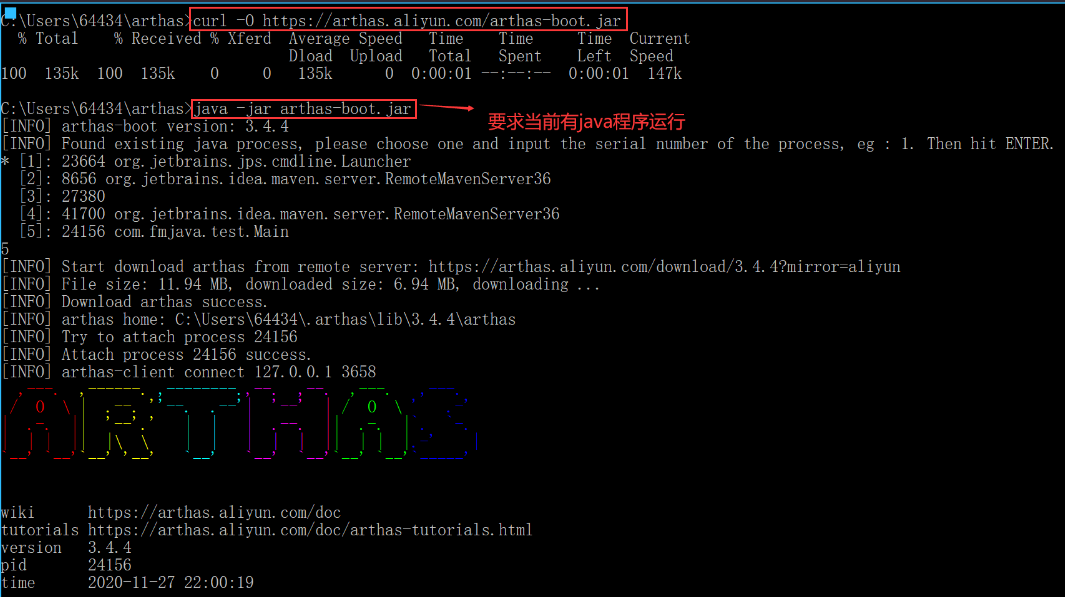 C:\Users\64434\arthas>curl -O https://arthas.aliyun.com/arthas-boot.jar
% Total % Received % Xferd Average Speed Time Time Time Current
Dload Upload Total Spent Left Speed
100 135k 100 135k 0 0 135k 0 0:00:01 --:--:-- 0:00:01 147k
C:\Users\64434\arthas>java -jar arthas-boot.jar
要求当前有java程序运行
[INFO] arthas-boot version: 3.4.4
[INFO] Found existing java process, please choose one and input the serial number of the process, eg : 1. Then hit ENTER.
* [1]: 23664 org.jetbrains.jps.cmdline.Launcher
[2]: 8656 org.jetbrains.idea.maven.server.RemoteMavenServer36
[3]: 27380
[4]: 41700 org.jetbrains.idea.maven.server.RemoteMavenServer36
[5]: 24156 com.fmjava.test.Main
5
[INFO] Start download arthas from remote server: https://arthas.aliyun.com/download/3.4.4?mirror=aliyun
[INFO] File size: 11.94 MB, downloaded size: 6.94 MB, downloading ...
[INFO] Download arthas success.
[INFO] arthas home: C:\Users\64434\.arthas\lib\3.4.4\arthas
[INFO] Try to attach process 24156
[INFO] Attach process 24156 success.
[INFO] arthas-client connect 127.0.0.1 3658
ARTHAS
wiki https://arthas.aliyun.com/doc
tutorials https://arthas.aliyun.com/doc/arthas-tutorials.html
version 3.4.4
pid 24156
time 2020-11-27 22:00:19